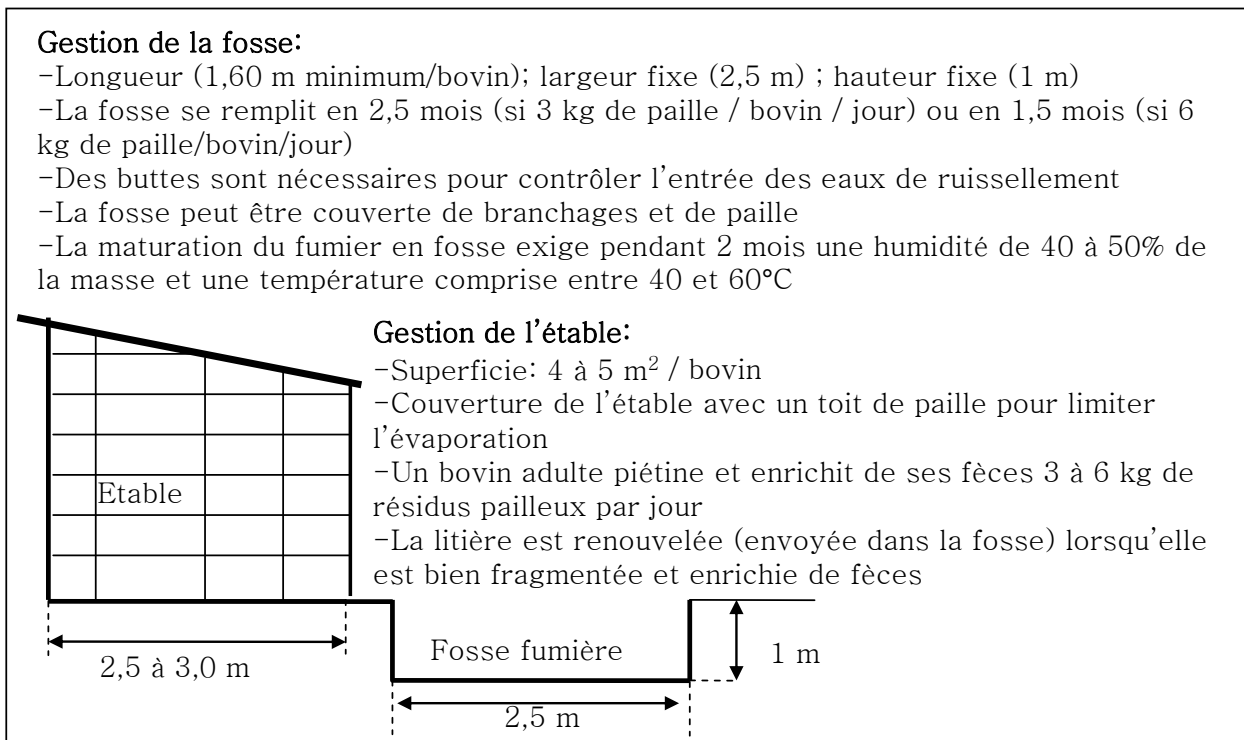 Gestion de la fosse:
-Longueur (1,60 m minimum/bovin); largeur fixe (2,5 m) ; hauteur fixe (1 m)
-La fosse se remplit en 2,5 mois (si 3 kg de paille / bovin / jour) ou en 1,5 mois (si 6
kg de paille/bovin/jour)
-Des buttes sont nécessaires pour contrôler l’entrée des eaux de ruissellement
-La fosse peut être couverte de branchages et de paille
-La maturation du fumier en fosse exige pendant 2 mois une humidité de 40 à 50% de
la masse et une température comprise entre 40 et 60°C
Gestion de l’étable:
-Superficie: 4 à 5 m² / bovin
-Couverture de l’étable avec un toit de paille pour limiter
l’évaporation
-Un bovin adulte piétine et enrichit de ses fèces 3 à 6 kg de
résidus pailleux par jour
-La litière est renouvelée (envoyée dans la fosse) lorsqu’elle
est bien fragmentée et enrichie de fèces
Etable
2,5 à 3,0 m
Fosse fumière
1 m
2,5 m